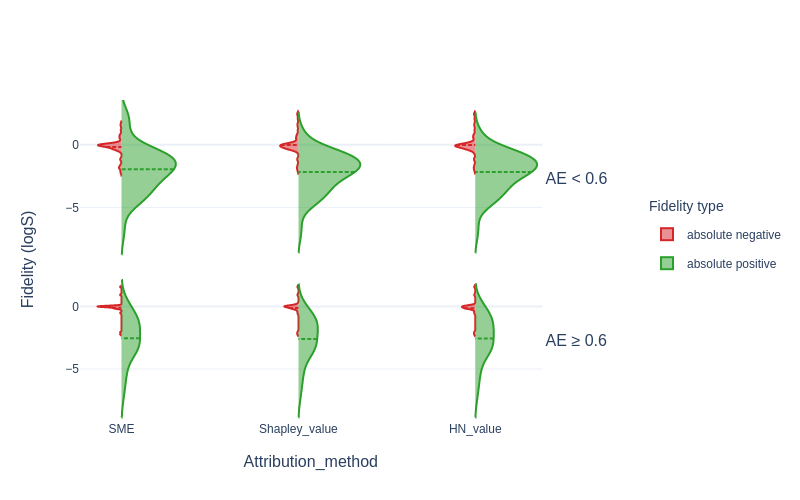 0
−5
AE < 0.6
Fidelity type
absolute negative
absolute positive
Fidelity (logS)
0
−5
AE ≥ 0.6
SME
Shapley_value
HN_value
Attribution_method